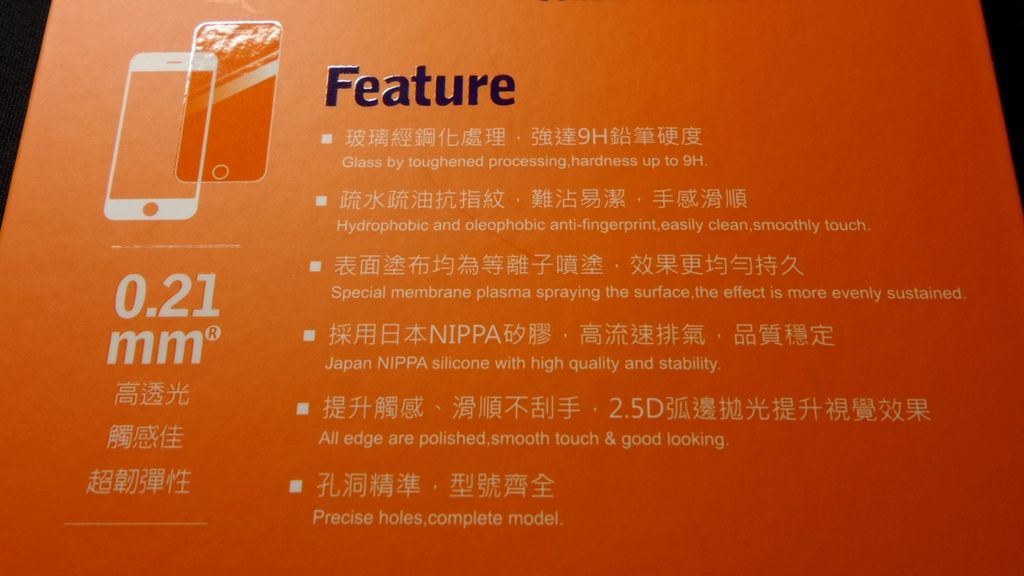 Feature
玻璃經鋼化處理，強達9H鉛筆硬度
Glass by toughened processing,hardness up to 9H.
疏水疏油抗指紋，難沾易潔，手感滑順
Hydrophobic and oleophobic anti-fingerprint,easily clean,smoothly touch.
表面塗布均為等離子噴塗，效果更均勻持久
Special membrane plasma spraying the surface,the effect is more evenly sustained.
採用日本NIPPA矽膠，高流速排氣，品質穩定
Japan NIPPA silicone with high quality and stability.
提升觸感、滑順不刮手，2.5D弧邊拋光提升視覺效果
All edge are polished,smooth touch & good looking.
孔洞精準，型號齊全
Precise holes,complete model.
0.21
mm®
高透光
觸感佳
超韌彈性